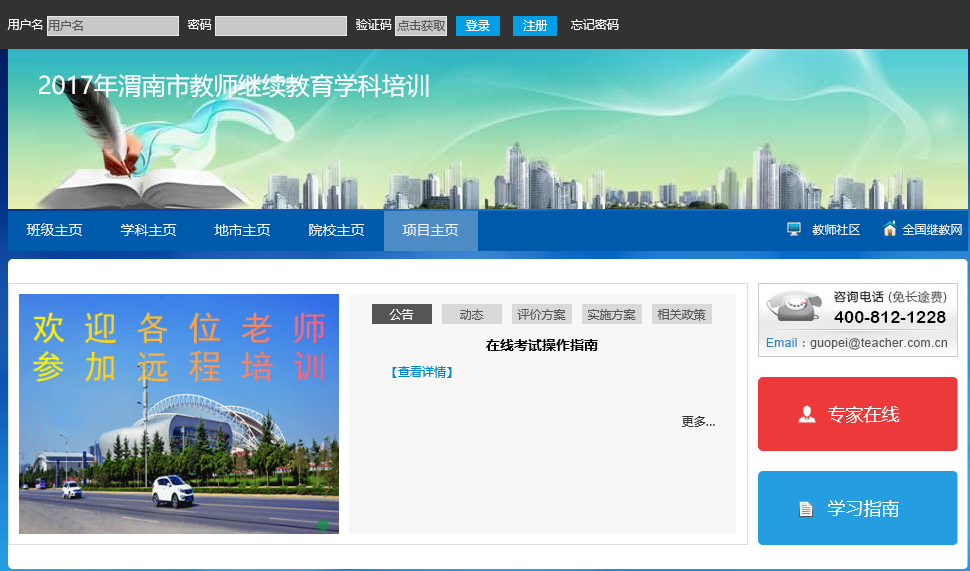 用户名 用户名 密码 验证码 点击获取 登录 注册 忘记密码
2017年渭南市教师继续教育学科培训
班级主页 学科主页 地市主页 院校主页 项目主页 教师社区 全国继教网
欢迎各位老师
参加远程培训
公告 动态 评价方案 实施方案 相关政策
在线考试操作指南
【查看详情】
更多...
咨询电话 (免长途费)
400-812-1228
Email：guopei@teacher.com.cn
专家在线
学习指南